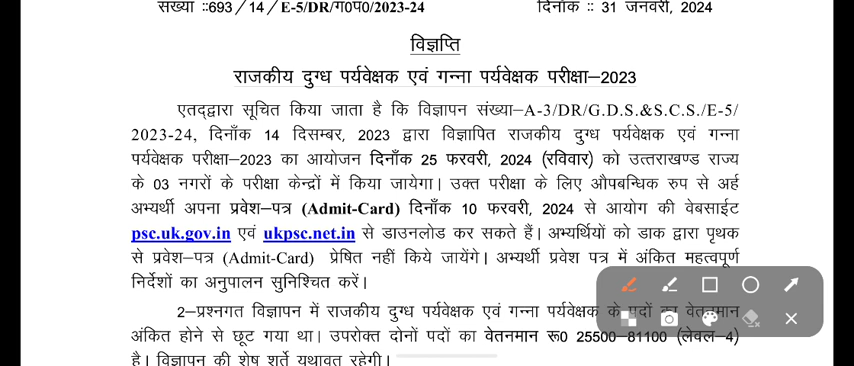 संख्या ::693/14/E-5/DR/ग0प0/2023-24 दिनाँक :: 31 जनवरी, 2024
विज्ञप्ति
राजकीय दुग्ध पर्यवेक्षक एवं गन्ना पर्यवेक्षक परीक्षा–2023
एतद्द्वारा सूचित किया जाता है कि विज्ञापन संख्या–A-3/DR/G.D.S.&S.C.S./E-5/
2023-24, दिनाँक 14 दिसम्बर, 2023 द्वारा विज्ञापित राजकीय दुग्ध पर्यवेक्षक एवं गन्ना
पर्यवेक्षक परीक्षा–2023 का आयोजन दिनाँक 25 फरवरी, 2024 (रविवार) को उत्तराखण्ड राज्य
के 03 नगरों के परीक्षा केन्द्रों में किया जायेगा। उक्त परीक्षा के लिए औपबन्धिक रुप से अर्ह
अभ्यर्थी अपना प्रवेश–पत्र (Admit-Card) दिनाँक 10 फरवरी, 2024 से आयोग की वेबसाईट
psc.uk.gov.in एवं ukpsc.net.in से डाउनलोड कर सकते हैं। अभ्यर्थियों को डाक द्वारा पृथक
से प्रवेश–पत्र (Admit-Card) प्रेषित नहीं किये जायेंगे। अभ्यर्थी प्रवेश पत्र में अंकित महत्वपूर्ण
निर्देशों का अनुपालन सुनिश्चित करें।
2–प्रश्नगत विज्ञापन में राजकीय दुग्ध पर्यवेक्षक एवं गन्ना पर्यवेक्षक के पदों का वेतनमान
अंकित होने से छूट गया था। उपरोक्त दोनों पदों का वेतनमान रू0 25500–81100 (लेवल–4)
है। विज्ञापन की शेष शर्ते यथावत रहेगी।